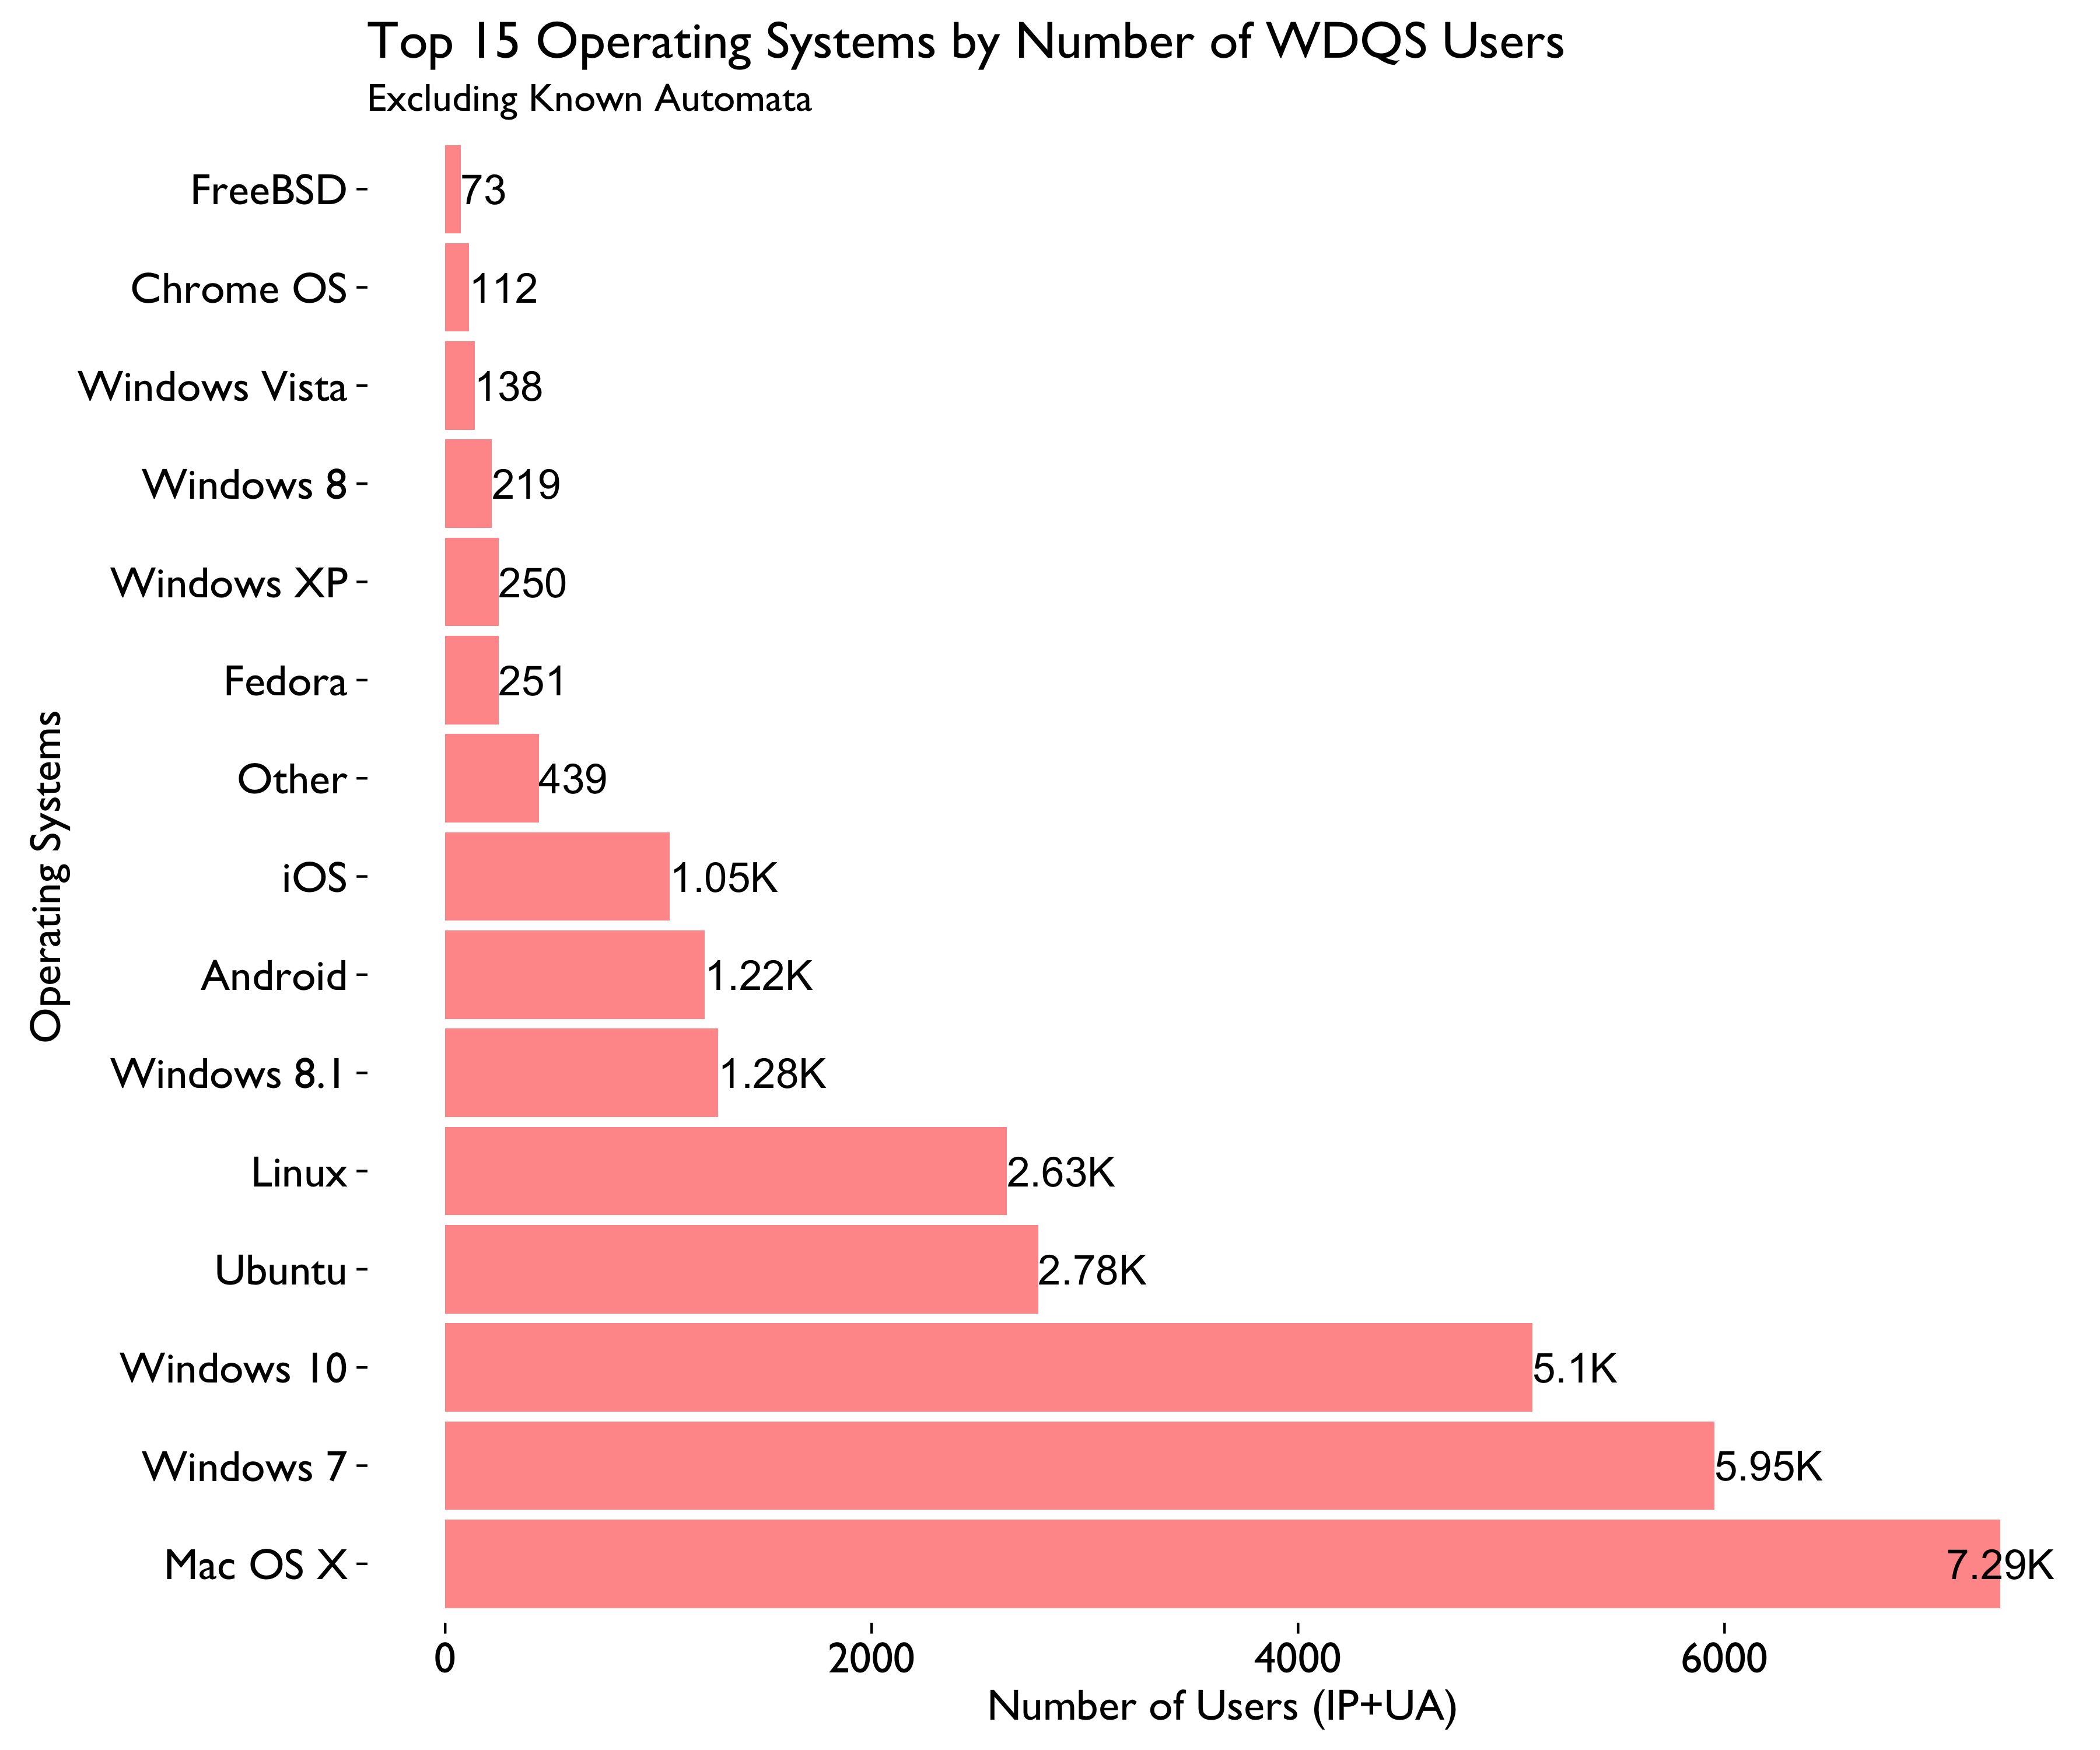 Top 15 Operating Systems by Number of WDQS Users
Excluding Known Automata
Operating Systems
FreeBSD 73
Chrome OS 112
Windows Vista 138
Windows 8 219
Windows XP 250
Fedora 251
Other 439
iOS 1.05K
Android 1.22K
Windows 8.1 1.28K
Linux 2.63K
Ubuntu 2.78K
Windows 10 5.1K
Windows 7 5.95K
Mac OS X 7.29K
0 2000 4000 6000
Number of Users (IP+UA)